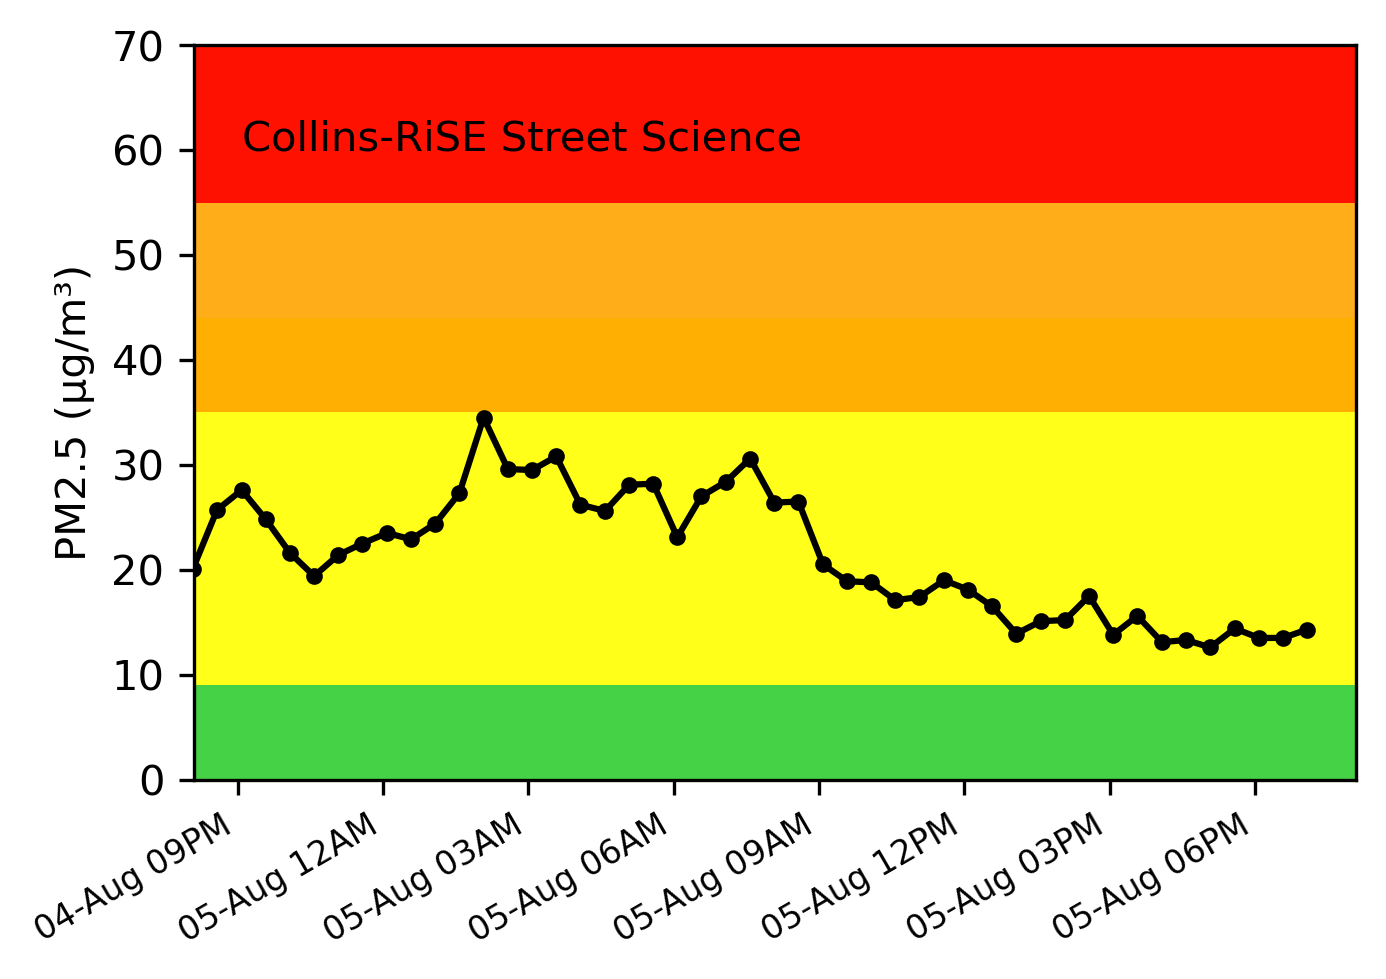 70
Collins-RiSE Street Science
60
50
40
30
20
10
0
PM2.5 (µg/m³)
04-Aug 09PM
05-Aug 12AM
05-Aug 03AM
05-Aug 06AM
05-Aug 09AM
05-Aug 12PM
05-Aug 03PM
05-Aug 06PM